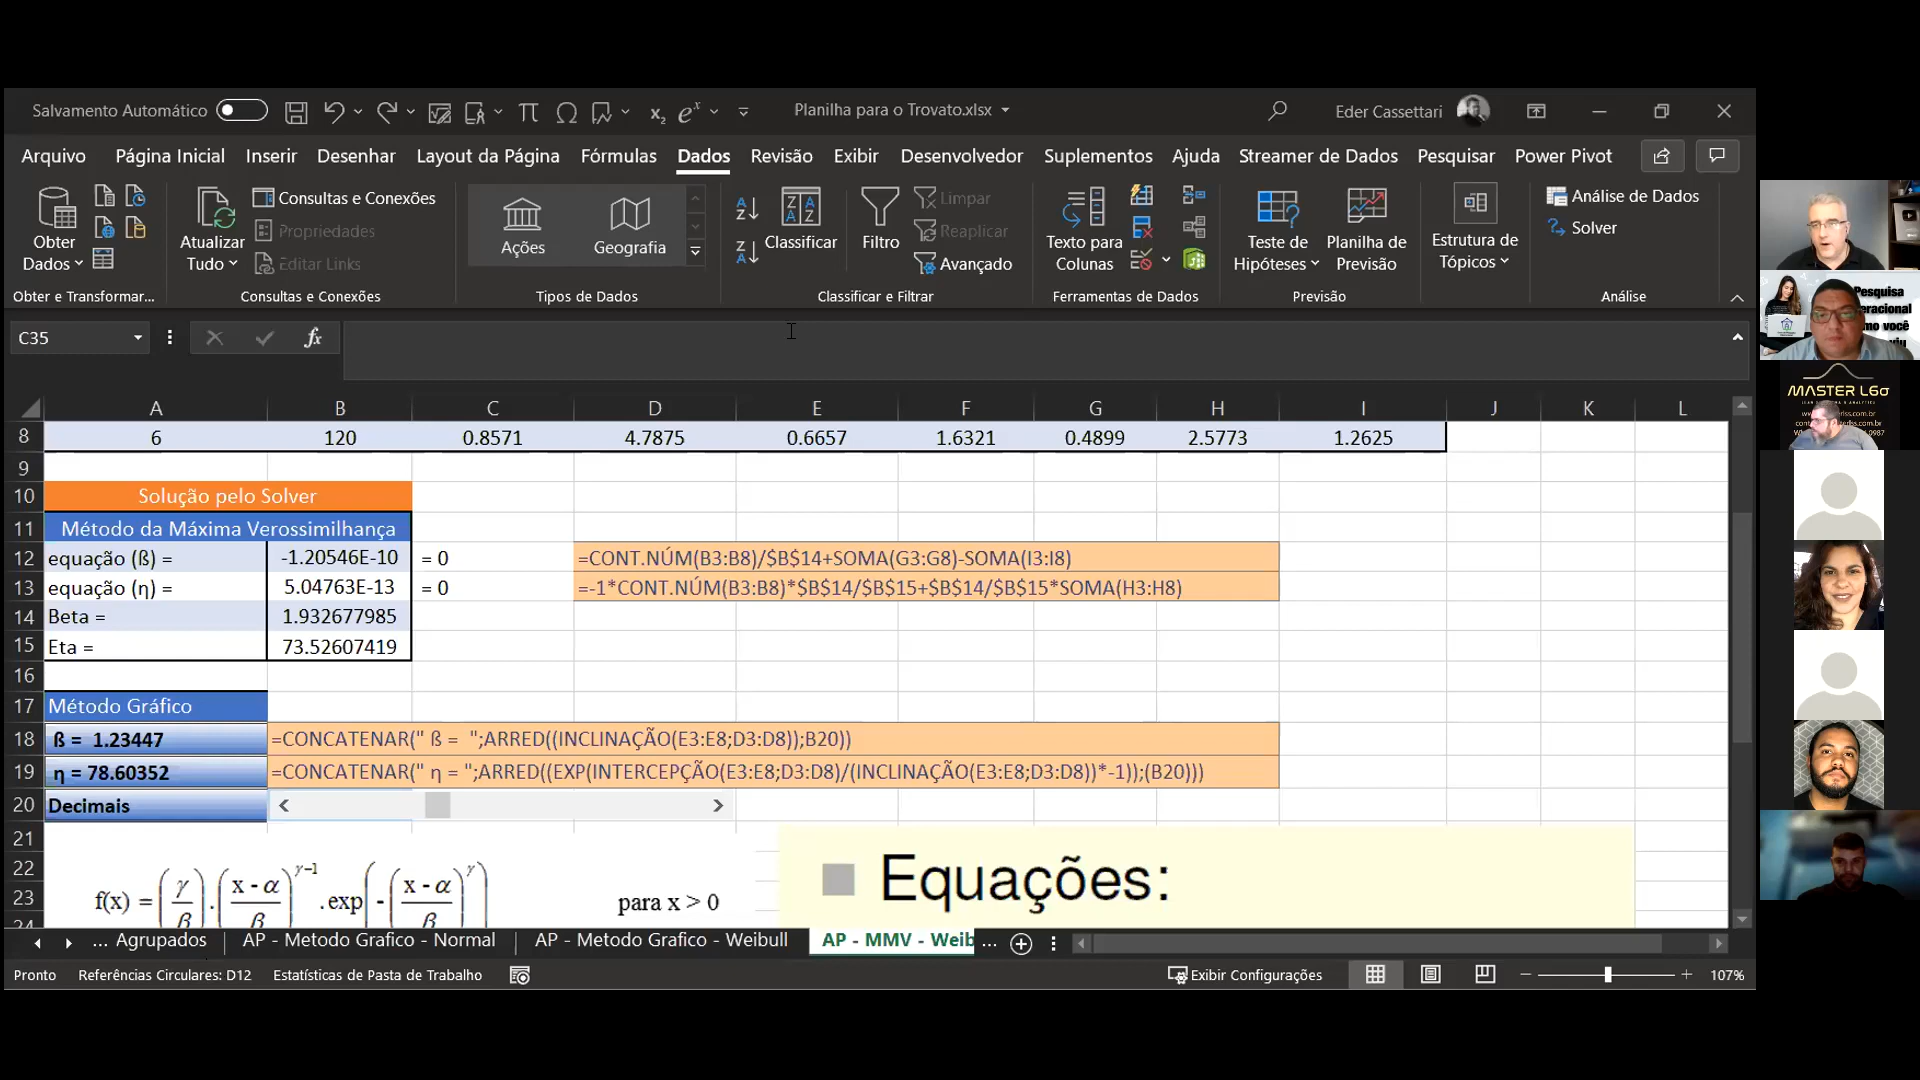 Salvamento Automático
Planilha para o Trovato.xlsx
Eder Cassettari
Arquivo Página Inicial Inserir Desenhar Layout da Página Fórmulas Dados Revisão Exibir Desenvolvedor Suplementos Ajuda Streamer de Dados Pesquisar Power Pivot
Obter Dados
Atualizar Tudo
Consultas e Conexões
Propriedades
Editar Links
Ações
Geografia
Classificar
Filtro
Limpar
Reaplicar
Avançado
Texto para Colunas
Teste de Hipóteses
Planilha de Previsão
Estrutura de Tópicos
Análise de Dados
Solver
Obter e Transformar... Consultas e Conexões Tipos de Dados Classificar e Filtrar Ferramentas de Dados Previsão Análise
C35 fx
A B C D E F G H I J K L
8 6 120 0.8571 4.7875 0.6657 1.6321 0.4899 2.5773 1.2625
9
10 Solução pelo Solver
11 Método da Máxima Verossimilhança
12 equação (ß) = -1.20546E-10 = 0 =CONT.NÚM(B3:B8)/$B$14+SOMA(G3:G8)-SOMA(I3:I8)
13 equação (η) = 5.04763E-13 = 0 =-1*CONT.NÚM(B3:B8)*$B$14/$B$15+$B$14/$B$15*SOMA(H3:H8)
14 Beta = 1.932677985
15 Eta = 73.52607419
16
17 Método Gráfico
18 ß = 1.23447 =CONCATENAR(" ß = ";ARRED((INCLINAÇÃO(E3:E8;D3:D8));B20))
19 η = 78.60352 =CONCATENAR(" η = ";ARRED((EXP(INTERCEPÇÃO(E3:E8;D3:D8)/(INCLINAÇÃO(E3:E8;D3:D8))*-1));(B20)))
20 Decimais
21
22
23
24
f(x) = (γ/β).((x-α)/β)^γ-1 .exp(-((x-α)/β)^γ) para x > 0
Equações:
... Agrupados AP - Metodo Grafico - Normal AP - Metodo Grafico - Weibull AP - MMV - Weib ...
Pronto Referências Circulares: D12 Estatísticas de Pasta de Trabalho Exibir Configurações 107%
Pesquisa
MASTER L6σ